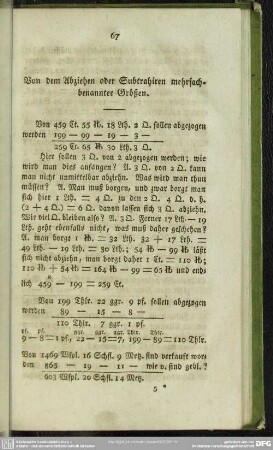 67
Von dem Abziehen oder Subtrahiren mehrfach-
benannter Größen.
Von 459 Ct. 55 ℔. 18 Lth. 2 Q. sollen abgezogen
werden 199 — 99 — 19 — 3 —
259 Ct. 65 ℔ 30 Lth. 3 Q.
Hier sollen 3 Q. von 2 abgezogen werden; wie
wird man dies anfangen? A. 3 Q. von 2 Q. kann
man nicht unmittelbar abziehn. Was wird man thun
müssen? A. Man muß borgen, und zwar borgt man
sich hier 1 Lth. = 4 Q. zu den 2 Q. d. h.
(2 + 4 Q.) = 6 Q. davon lassen sich 3 Q. abziehn.
Wie viel Q. bleiben also? A. 3 Q. Ferner 17 Lth — 19
Lth. geht ebenfalls nicht, was muß daher geschehen?
A. man borge 1 ℔. = 32 Lth. 32 + 17 Lth. =
49 Lth. — 19 Lth. = 30 Lth.; 54 ℔ — 99 ℔ läßt
sich nicht abziehn, man borgt daher 1 Ct. = 110 ℔;
110 ℔ + 54 ℔ = 164 ℔ — 99 = 65 ℔ und end-
lich 459 — 199 = 259 Ct.
Von 199 Thlr. 22 ggr. 9 pf. sollen abgezogen
werden 89 — 15 — 8 —
110 Thlr. 7 ggr. 1 pf.
9 — 8 = 1 pf., 22 — 15 = 7, 199 — 89 = 110 Thlr.
Von 1469 Wspl. 16 Schfl. 9 Metz. sind verkauft wor-
den 865 — 19 — 11 — wie v. sind gebl.?
603 Wspl. 20 Schfl. 14 Metz.
5 *